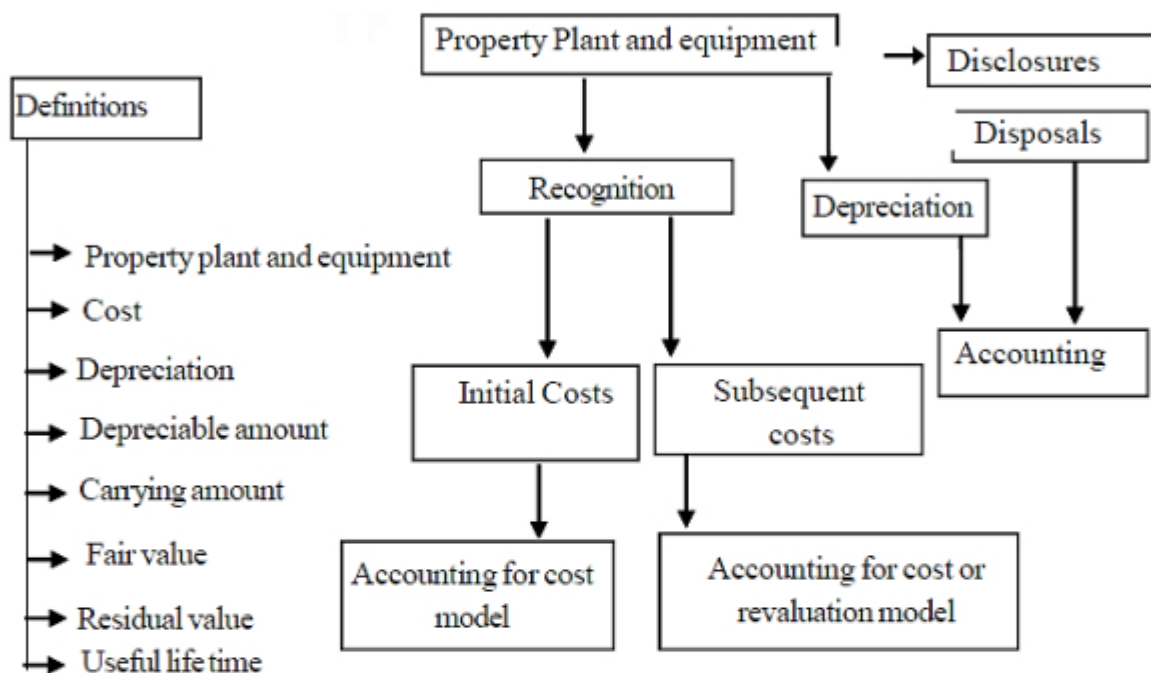 Property Plant and equipment
Disclosures
Definitions
Disposals
Recognition
Depreciation
Property plant and equipment
Cost
Depreciation
Depreciable amount
Carrying amount
Fair value
Residual value
Useful life time
Initial Costs
Subsequent
costs
Accounting
Accounting for cost
model
Accounting for cost or
revaluation model